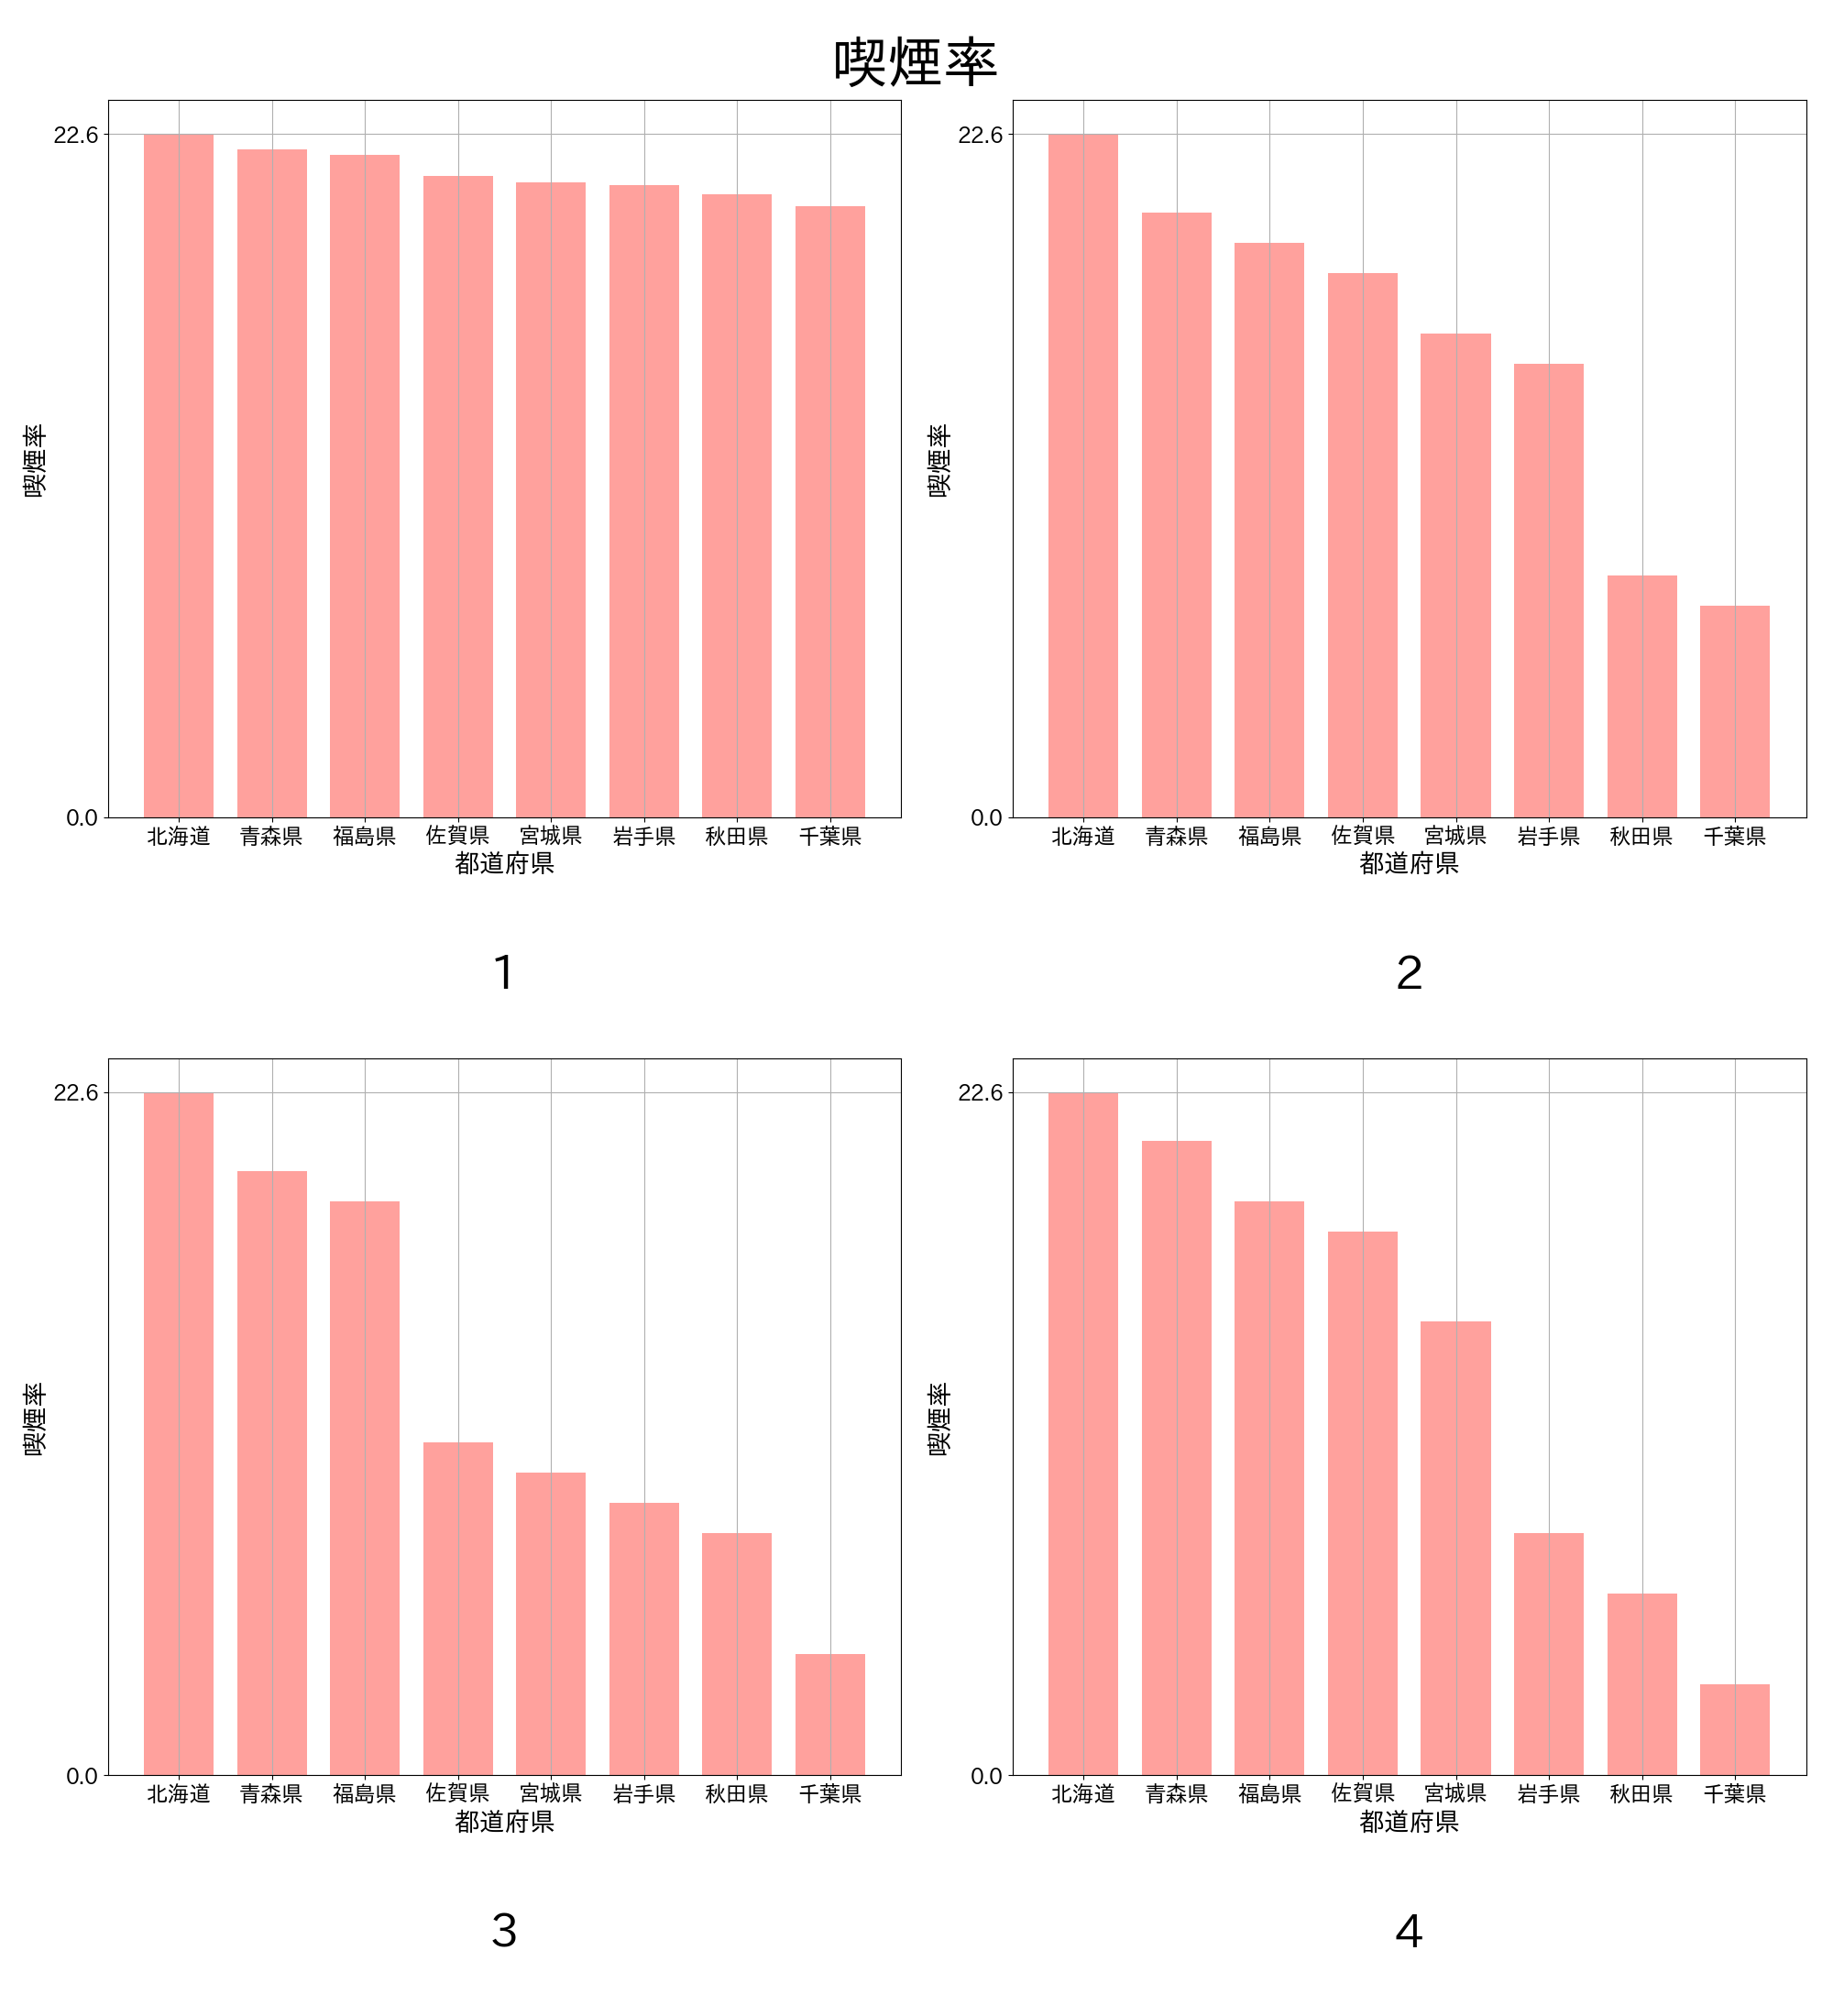 喫煙率
22.6
0.0
喫煙率
北海道 青森県 福島県 佐賀県 宮城県 岩手県 秋田県 千葉県
都道府県
1
22.6
0.0
喫煙率
北海道 青森県 福島県 佐賀県 宮城県 岩手県 秋田県 千葉県
都道府県
2
22.6
0.0
喫煙率
北海道 青森県 福島県 佐賀県 宮城県 岩手県 秋田県 千葉県
都道府県
3
22.6
0.0
喫煙率
北海道 青森県 福島県 佐賀県 宮城県 岩手県 秋田県 千葉県
都道府県
4